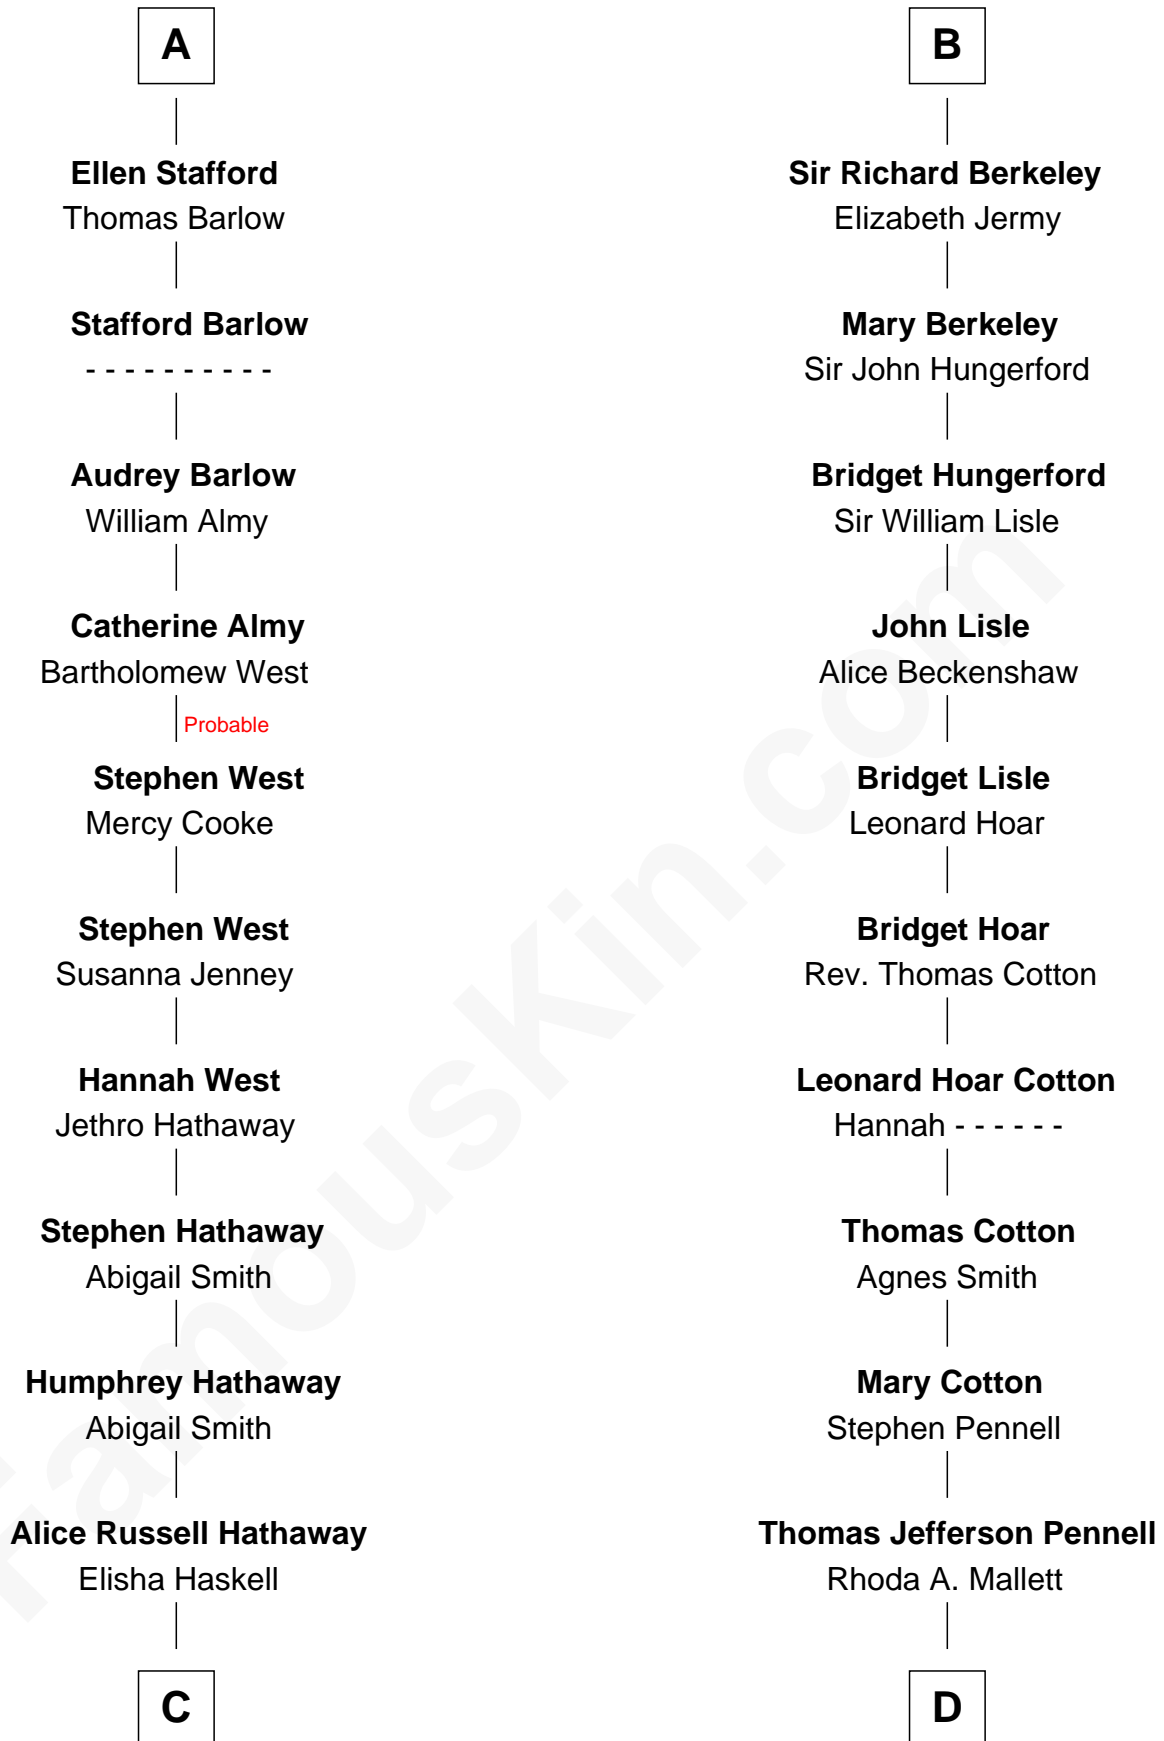 A
Ellen Stafford
Thomas Barlow
Stafford Barlow
- - - - - - - - - -
Audrey Barlow
William Almy
Catherine Almy
Bartholomew West
Probable
Stephen West
Mercy Cooke
Stephen West
Susanna Jenney
Hannah West
Jethro Hathaway
Stephen Hathaway
Abigail Smith
Humphrey Hathaway
Abigail Smith
Alice Russell Hathaway
Elisha Haskell
C
B
Sir Richard Berkeley
Elizabeth Jermy
Mary Berkeley
Sir John Hungerford
Bridget Hungerford
Sir William Lisle
John Lisle
Alice Beckenshaw
Bridget Lisle
Leonard Hoar
Bridget Hoar
Rev. Thomas Cotton
Leonard Hoar Cotton
Hannah - - - - - -
Thomas Cotton
Agnes Smith
Mary Cotton
Stephen Pennell
Thomas Jefferson Pennell
Rhoda A. Mallett
D
FamousKin.com